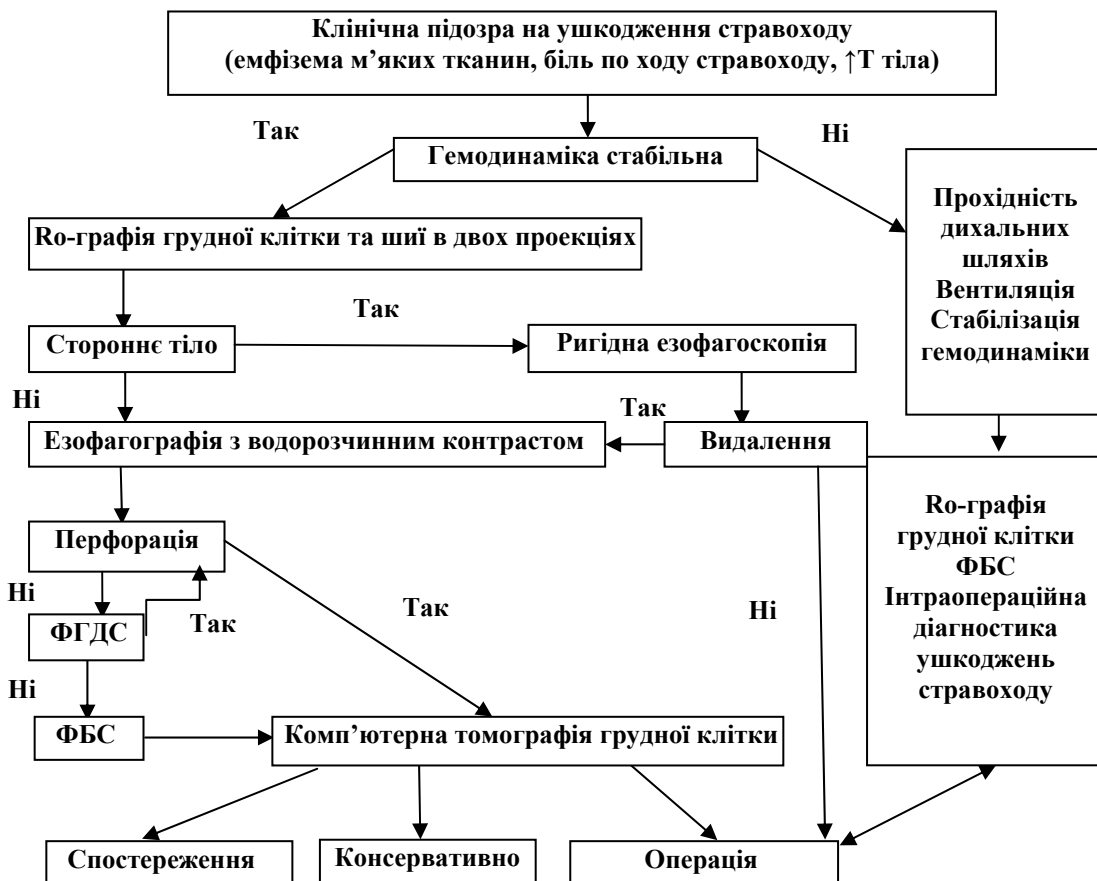 Клінічна підозра на ушкодження стравоходу
(емфізема м’яких тканин, біль по ходу стравоходу, ↑Т тіла)
Так
Ні
Гемодинаміка стабільна
Прохідність
дихальних
шляхів
Вентиляція
Стабілізація
гемодинаміки
Ro-графія грудної клітки та шиї в двох проекціях
Так
Стороннє тіло
Ригідна езофагоскопія
Ні
Так
Езофагографія з водорозчинним контрастом
Видалення
Ro-графія
грудної клітки
ФБС
Інтраопераційна
діагностика
ушкоджень
стравоходу
Перфорація
Ні
Так
Так
Ні
ФГДС
Ні
ФБС
Комп’ютерна томографія грудної клітки
Спостереження
Консервативно
Операція